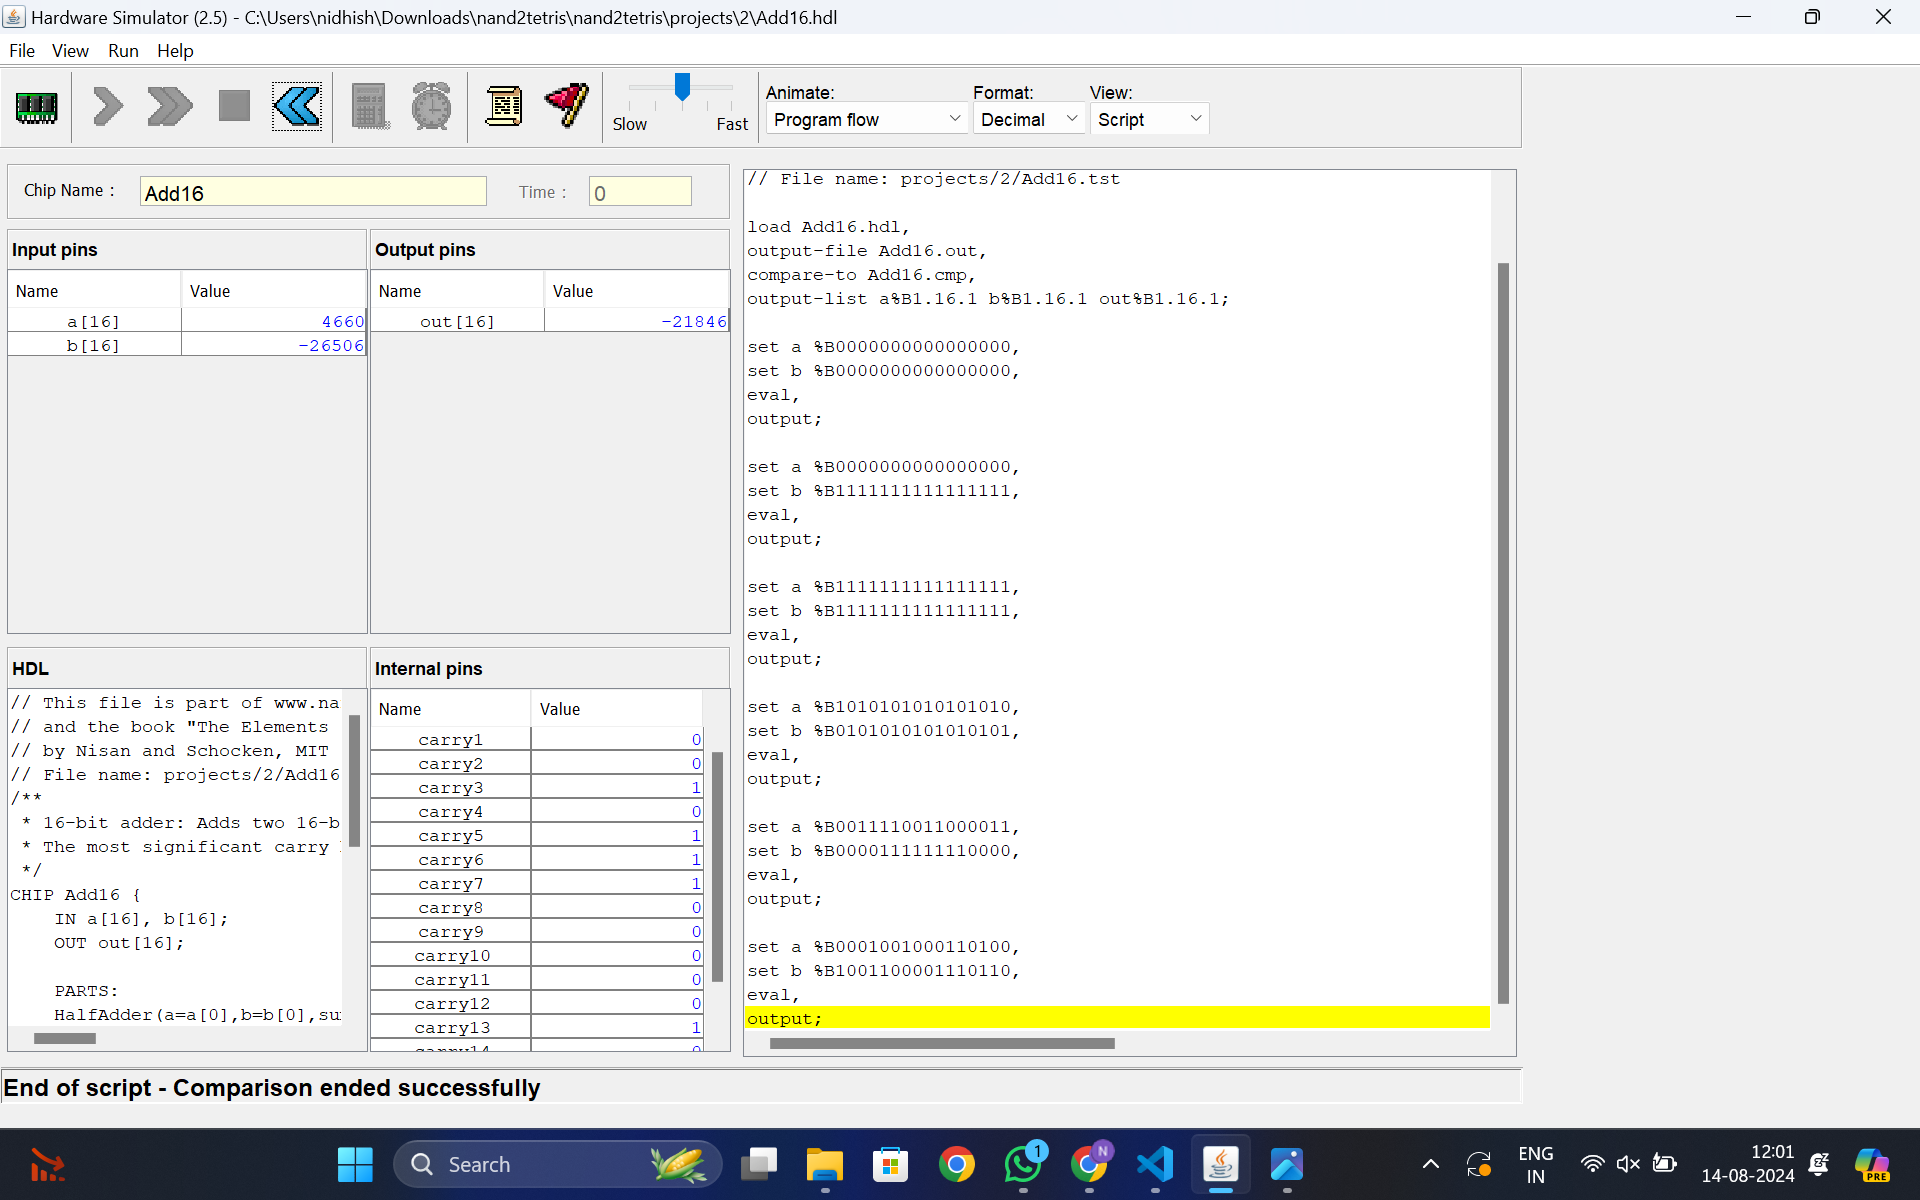 Hardware Simulator (2.5) - C:\Users\nidhish\Downloads\nand2tetris\nand2tetris\projects\2\Add16.hdl
File View Run Help
Slow Fast
Animate: Format: View:
Program flow Decimal Script
Chip Name : Add16 Time : 0
Input pins
Name Value
a[16] 4660
b[16] -26506
Output pins
Name Value
out[16] -21846
HDL
// This file is part of www.na
// and the book "The Elements
// by Nisan and Schocken, MIT
// File name: projects/2/Add16
/**
* 16-bit adder: Adds two 16-b
* The most significant carry
*/
CHIP Add16 {
IN a[16], b[16];
OUT out[16];
PARTS:
HalfAdder(a=a[0],b=b[0],su
Internal pins
Name Value
carry1 0
carry2 0
carry3 1
carry4 0
carry5 1
carry6 1
carry7 1
carry8 0
carry9 0
carry10 0
carry11 0
carry12 0
carry13 1
carry14 0
// File name: projects/2/Add16.tst
load Add16.hdl,
output-file Add16.out,
compare-to Add16.cmp,
output-list a%B1.16.1 b%B1.16.1 out%B1.16.1;
set a %B0000000000000000,
set b %B0000000000000000,
eval,
output;
set a %B0000000000000000,
set b %B1111111111111111,
eval,
output;
set a %B1111111111111111,
set b %B1111111111111111,
eval,
output;
set a %B1010101010101010,
set b %B0101010101010101,
eval,
output;
set a %B0011110011000011,
set b %B0000111111110000,
eval,
output;
set a %B0001001000110100,
set b %B1001100001110110,
eval,
output;
End of script - Comparison ended successfully
Search
1
N
ENG
IN
12:01
14-08-2024
PRE